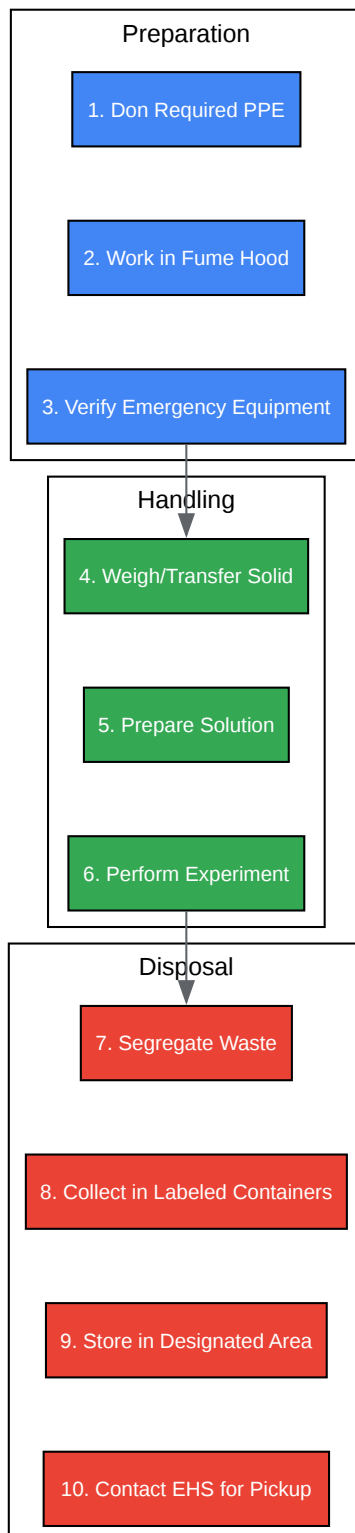 Preparation
1. Don Required PPE
2. Work in Fume Hood
3. Verify Emergency Equipment
Handling
4. Weigh/Transfer Solid
5. Prepare Solution
6. Perform Experiment
Disposal
7. Segregate Waste
8. Collect in Labeled Containers
9. Store in Designated Area
10. Contact EHS for Pickup